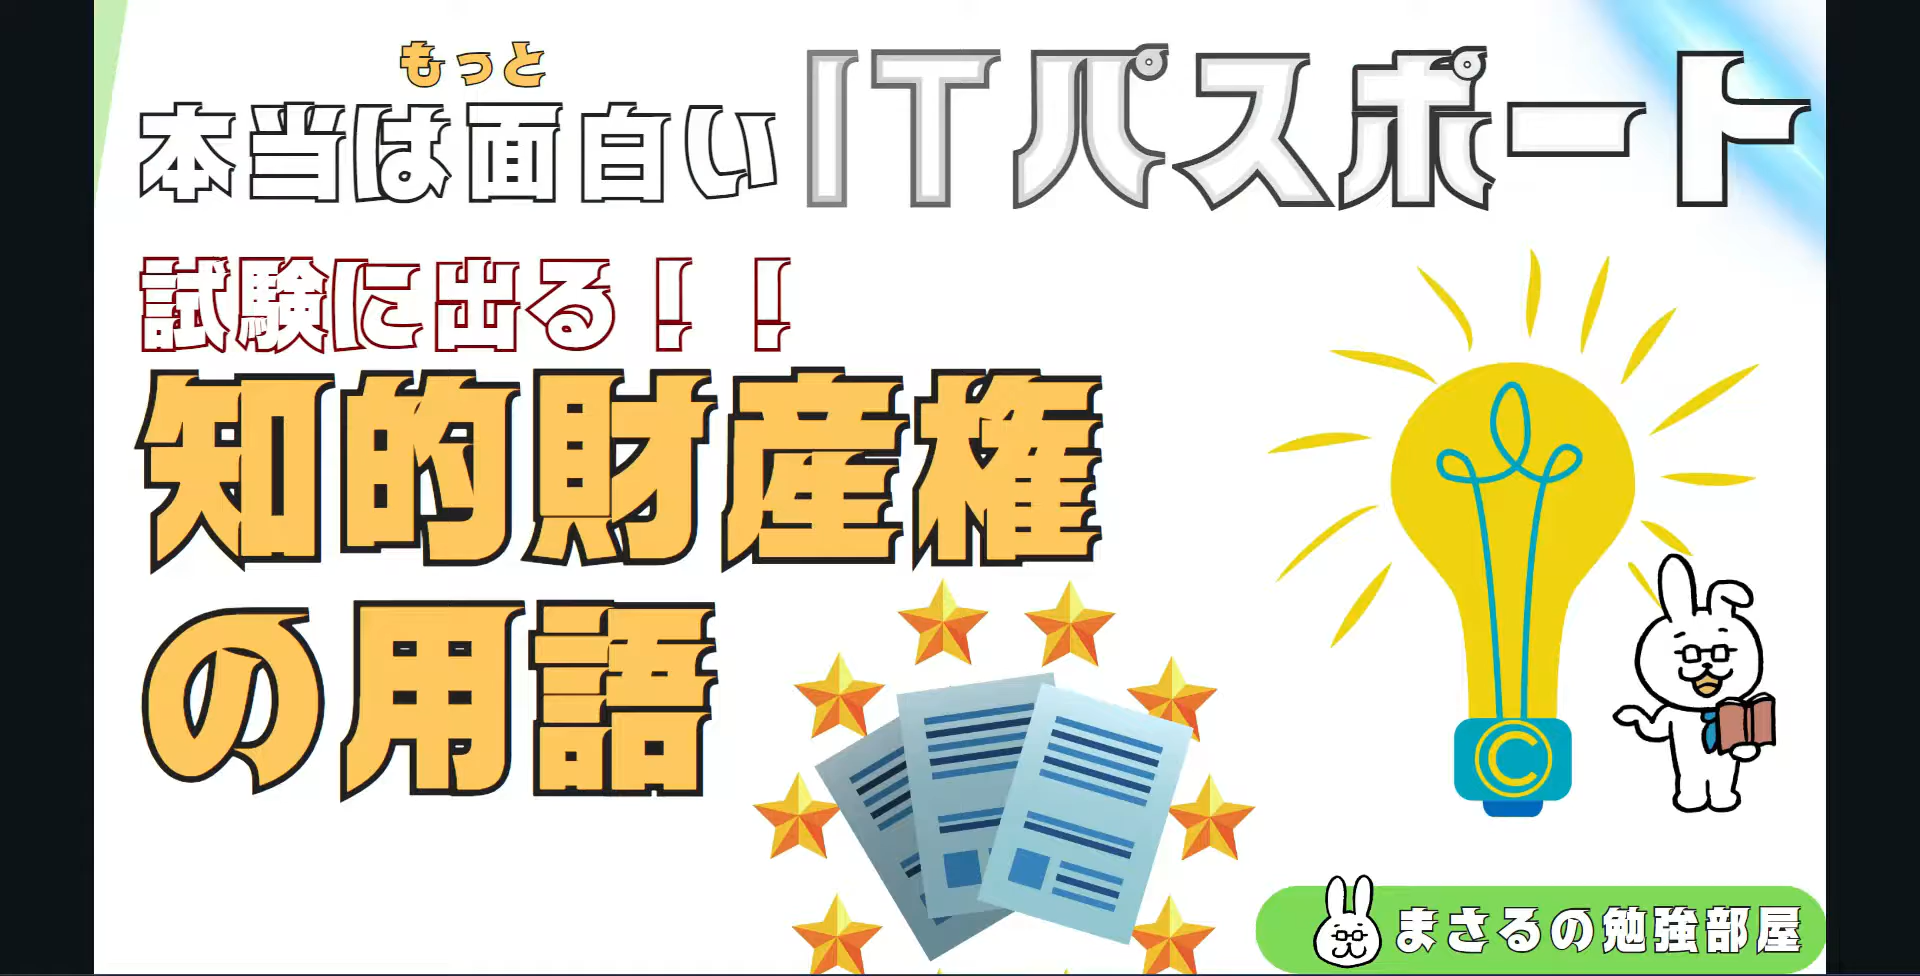 もっと
本当は面白いITパスポート
試験に出る！！
知的財産権
の用語
C
まさるの勉強部屋